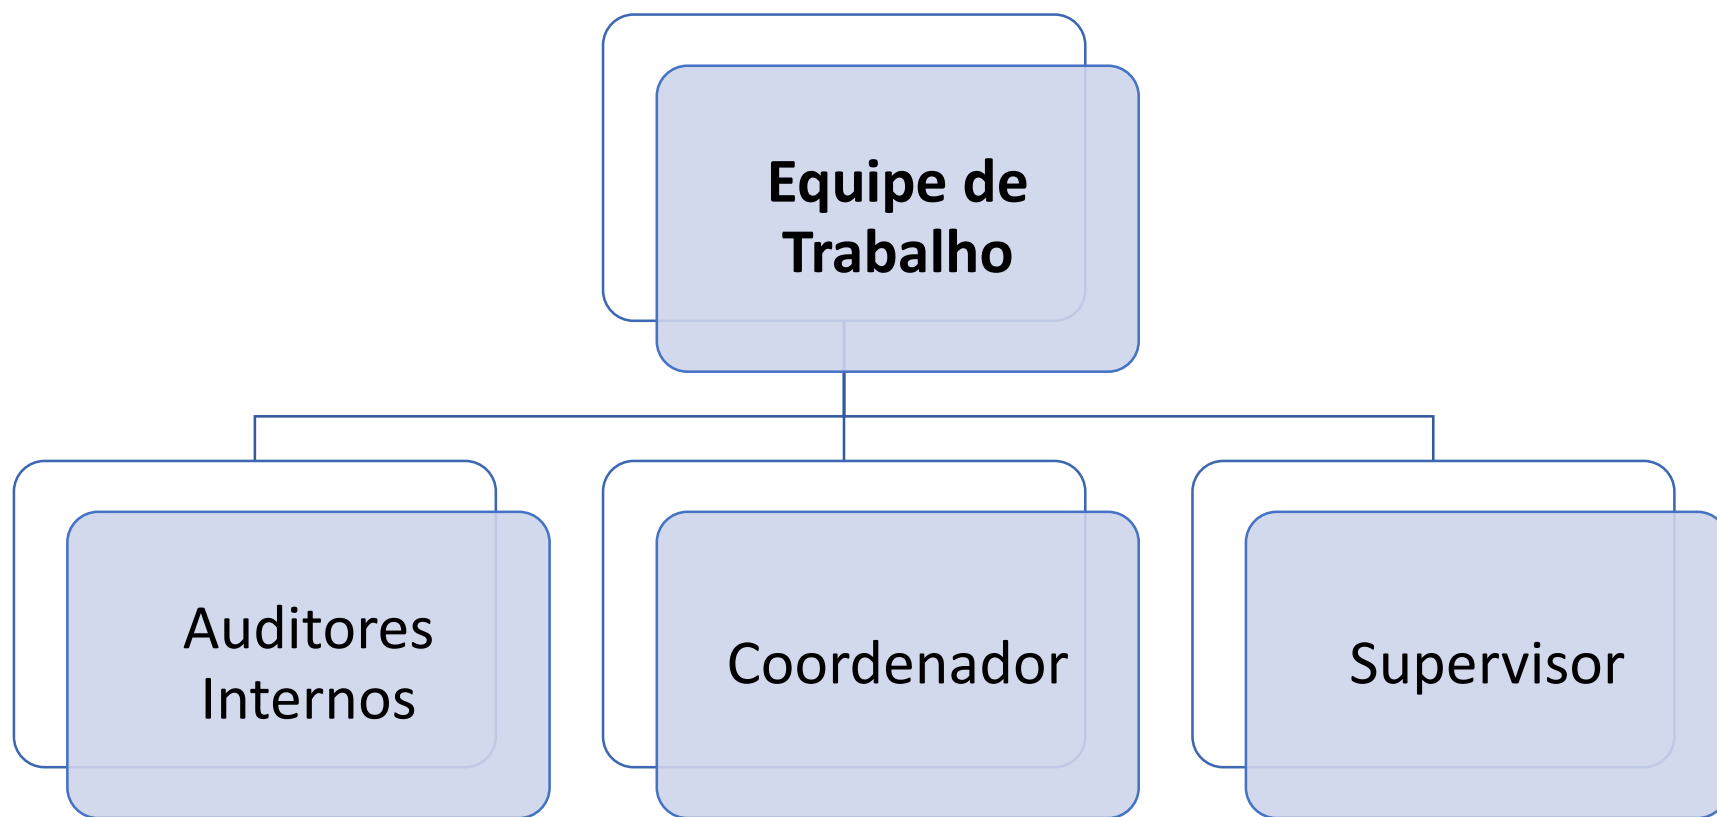 Equipe de
Trabalho
Auditores
Internos
Coordenador
Supervisor